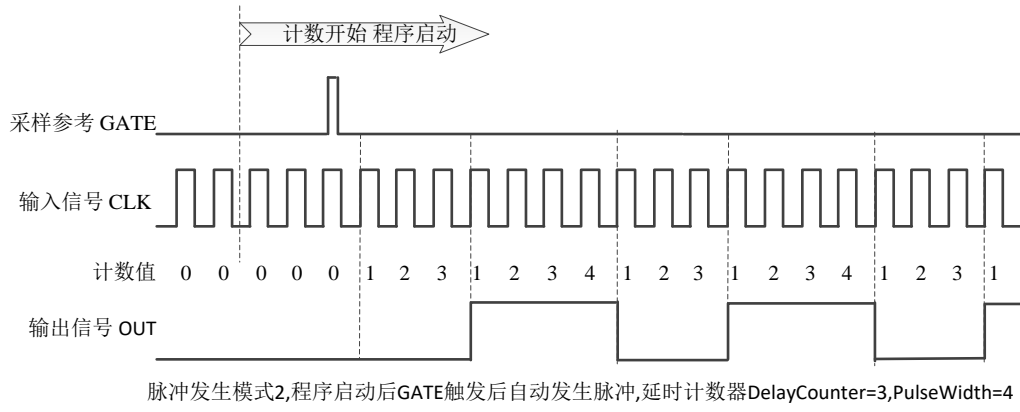 计数开始 程序启动
采样参考 GATE
输入信号 CLK
计数值 0 0 0 0 0 1 2 3 1 2 3 4 1 2 3 1 2 3 4 1 2 3 1
输出信号 OUT
脉冲发生模式2,程序启动后GATE触发后自动发生脉冲,延时计数器DelayCounter=3,PulseWidth=4